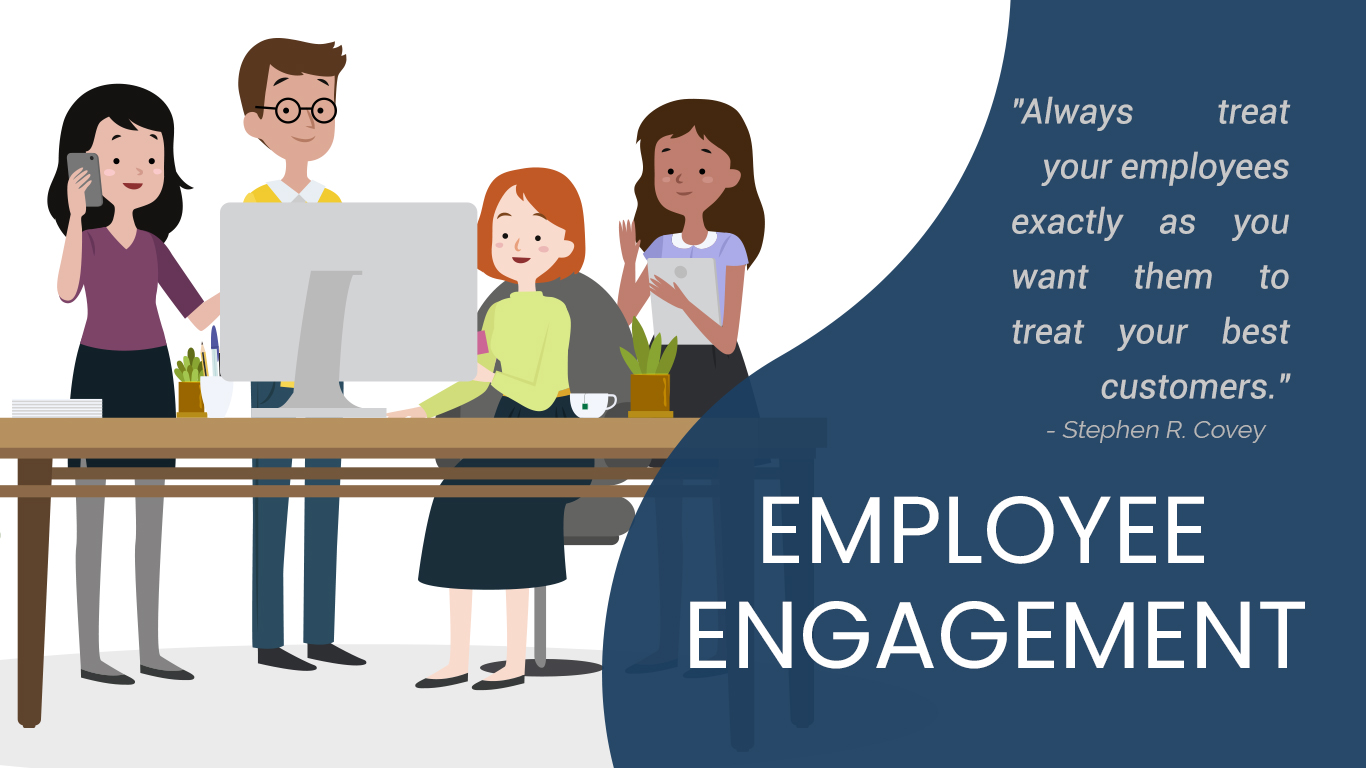 "Always treat
your employees
exactly as you
want them to
treat your best
customers."
- Stephen R. Covey
EMPLOYEE
ENGAGEMENT